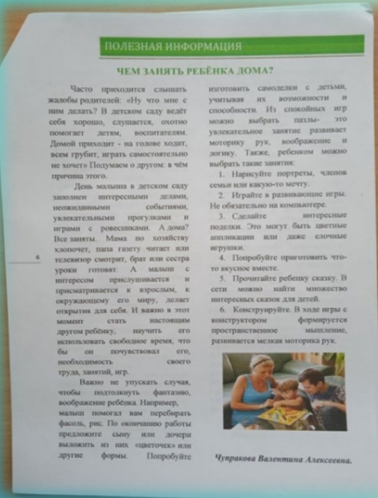 ПОЛЕЗНАЯ ИНФОРМАЦИЯ
ЧЕМ ЗАНЯТЬ РЕБЁНКА ДОМА?
Часто приходится слышать
жалобы родителей: «Ну что мне с
ним делать? В детском саду ведёт
себя хорошо, слушается, охотно
помогает детям, воспитателям.
Домой приходит - на голове ходит,
всем грубит, играть самостоятельно
не хочет» Подумаем о другом: в чём
причина этого.
День малыша в детском саду
заполнен интересными делами,
неожиданными событиями,
увлекательными прогулками и
играми с ровесниками. А дома?
Все заняты. Мама по хозяйству
хлопочет, папа газету читает или
телевизор смотрит, брат или сестра
уроки готовят. А малыш с
интересом прислушивается и
присматривается к взрослым, к
окружающему его миру, делает
открытия для себя. И важно в этот
момент стать настоящим
другом ребёнку, научить его
использовать свободное время, что
бы он почувствовал его,
необходимость своего
труда, занятий, игр.
Важно не упускать случая,
чтобы подтолкнуть фантазию,
воображение ребёнка. Например,
малыш помогал вам перебирать
фасоль, рис. По окончанию работы
предложите сыну или дочери
выложить из них «цветочек» или
другие формы. Попробуйте
6
изготовить самоделки с детьми,
учитывая их возможности и
способности. Из спокойных игр
можно выбрать пазлы- это
увлекательное занятие развивает
моторику рук, воображение и
логику. Также, ребенком можно
выбрать такие занятия:
1. Нарисуйте портреты, членов
семьи или какую-то мечту.
2. Играйте в развивающие игры.
Не обязательно на компьютере.
3. Сделайте интересные
поделки. Это могут быть цветные
аппликации или даже елочные
игрушки.
4. Попробуйте приготовить что-
то вкусное вместе.
5. Прочитайте ребенку сказку. В
сети можно найти множество
интересных сказок для детей.
6. Конструируйте. В ходе игры с
конструктором формируется
пространственное мышление,
развивается мелкая моторика рук.
Чупракова Валентина Алексеевна.